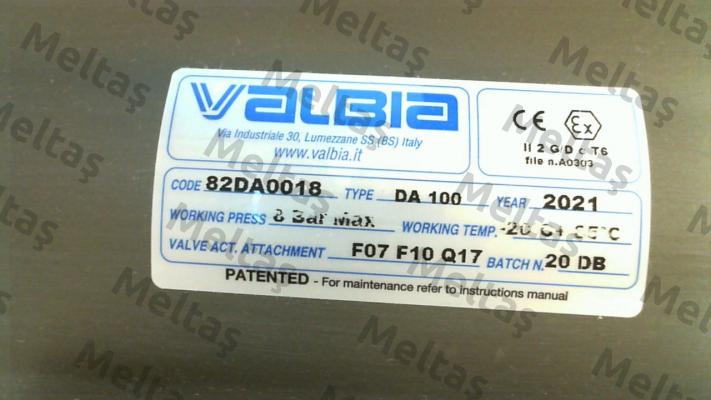 VALBIA
Via Industriale 30, Lumezzane SS (BS) Italy
www.valbia.it
CE Ex
II 2 G/D c T6
file n.A0303
CODE 82DA0018 TYPE DA 100 YEAR 2021
WORKING PRESS 8 Bar Max WORKING TEMP.
VALVE ACT. ATTACHMENT F07 F10 Q17 BATCH N. 20 DB
PATENTED - For maintenance refer to instructions manual
Meltaş